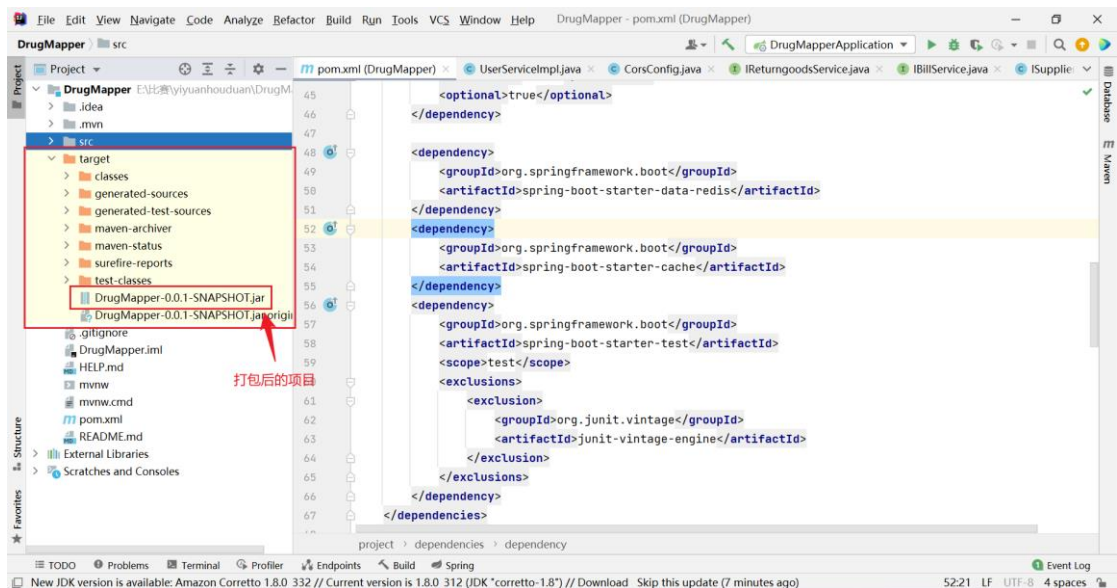 File Edit View Navigate Code Analyze Refactor Build Run Tools VCS Window Help DrugMapper - pom.xml (DrugMapper)
DrugMapper src DrugMapperApplication
Project pom.xml (DrugMapper) UserServiceImpl.java CorsConfig.java IReturngoodsService.java IBillService.java ISupplie
Project
Structure
Favorites
DrugMapper E:\比赛\yiyuanhouduan\DrugM
.idea
.mvn
src
target
classes
generated-sources
generated-test-sources
maven-archiver
maven-status
surefire-reports
test-classes
DrugMapper-0.0.1-SNAPSHOT.jar
DrugMapper-0.0.1-SNAPSHOT.jar.origi
.gitignore
DrugMapper.iml
HELP.md
mvnw
mvnw.cmd
pom.xml
README.md
External Libraries
Scratches and Consoles
打包后的项目
45 <optional>true</optional>
46 </dependency>
47
48 <dependency>
49 <groupId>org.springframework.boot</groupId>
50 <artifactId>spring-boot-starter-data-redis</artifactId>
51 </dependency>
52 <dependency>
53 <groupId>org.springframework.boot</groupId>
54 <artifactId>spring-boot-starter-cache</artifactId>
55 </dependency>
56 <dependency>
57 <groupId>org.springframework.boot</groupId>
58 <artifactId>spring-boot-starter-test</artifactId>
59 <scope>test</scope>
<exclusions>
61 <exclusion>
62 <groupId>org.junit.vintage</groupId>
63 <artifactId>junit-vintage-engine</artifactId>
64 </exclusion>
65 </exclusions>
66 </dependency>
67 </dependencies>
project › dependencies › dependency
Database
m Maven
TODO Problems Terminal Profiler Endpoints Build Spring Event Log
New JDK version is available: Amazon Corretto 1.8.0_332 // Current version is 1.8.0_312 (JDK "corretto-1.8") // Download Skip this update (7 minutes ago) 52:21 LF UTF-8 4 spaces